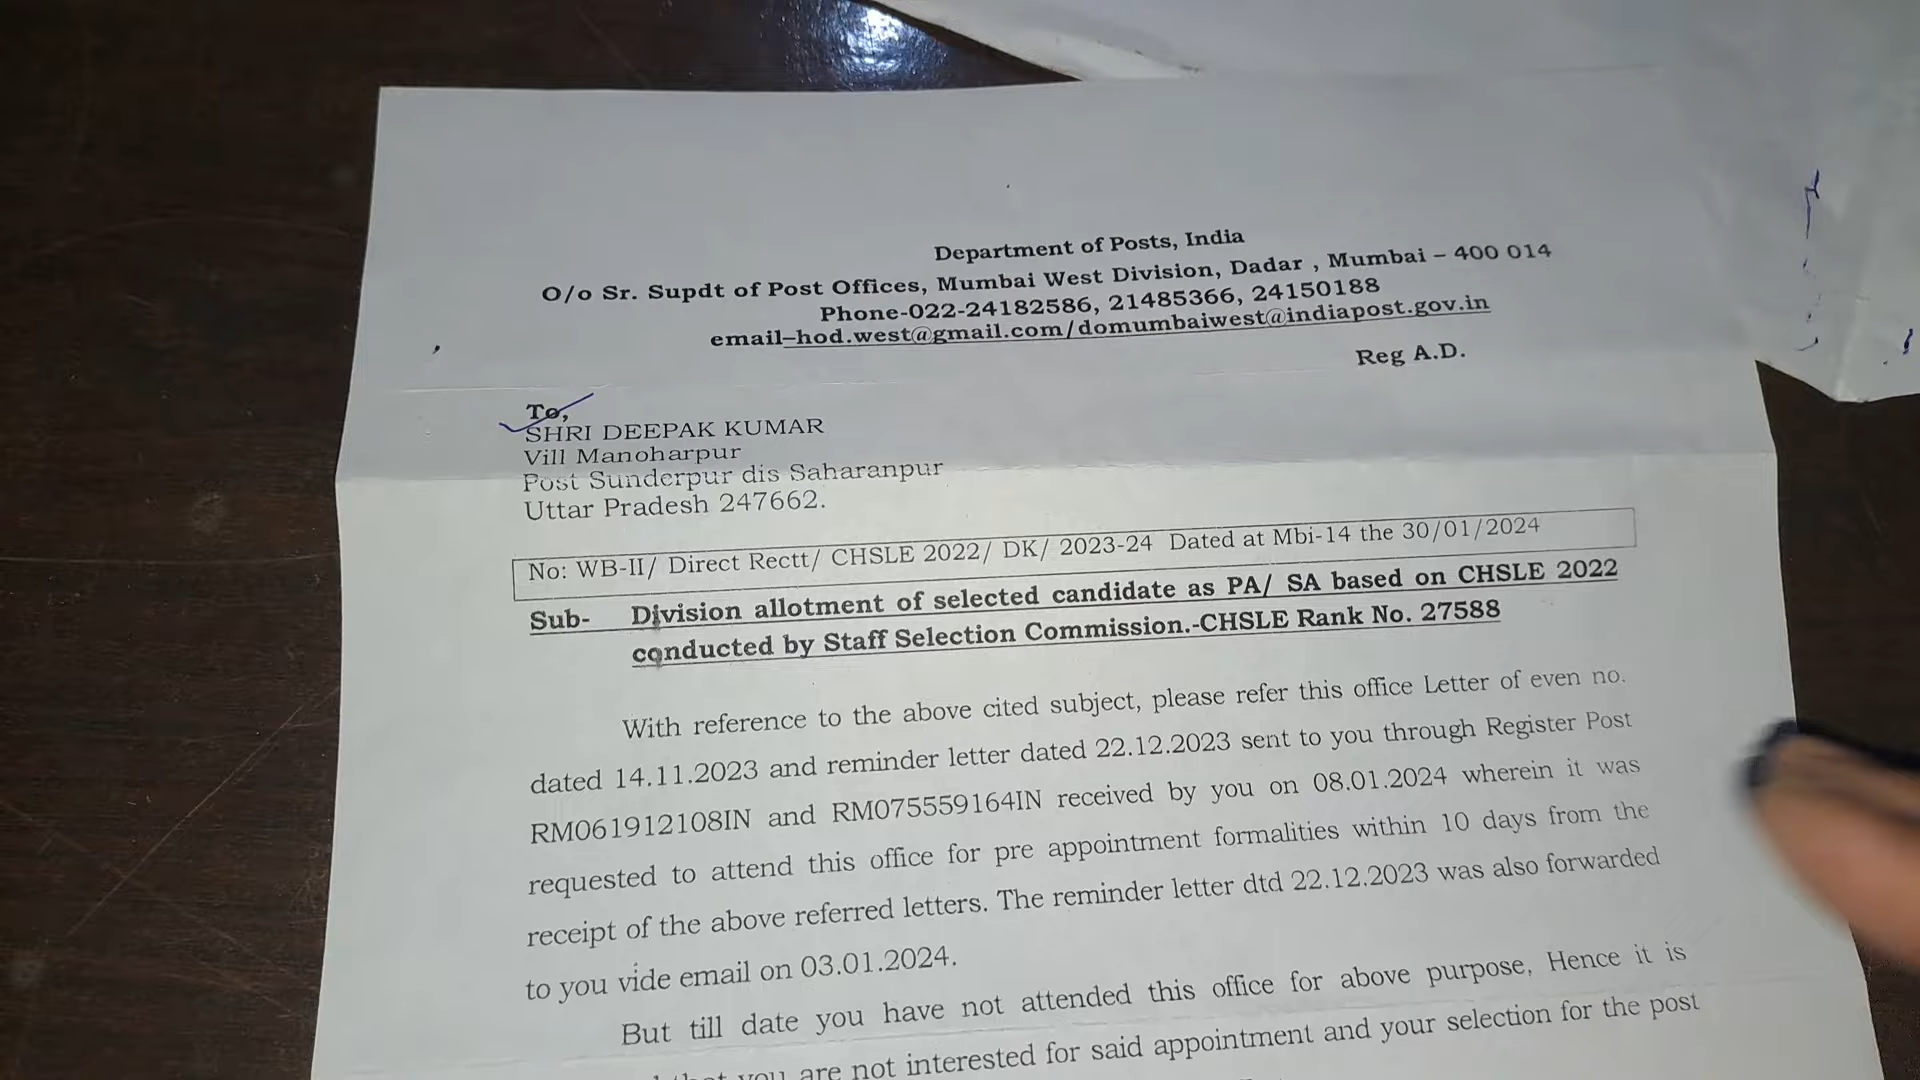 Department of Posts, India
O/o Sr. Supdt of Post Offices, Mumbai West Division, Dadar , Mumbai – 400 014
Phone-022-24182586, 21485366, 24150188
email–hod.west@gmail.com/domumbaiwest@indiapost.gov.in
Reg A.D.
To,
SHRI DEEPAK KUMAR
Vill Manoharpur
Post Sunderpur dis Saharanpur
Uttar Pradesh 247662.
No: WB-II/ Direct Rectt/ CHSLE 2022/ DK/ 2023-24 Dated at Mbi-14 the 30/01/2024
Sub- Division allotment of selected candidate as PA/ SA based on CHSLE 2022
conducted by Staff Selection Commission.-CHSLE Rank No. 27588
With reference to the above cited subject, please refer this office Letter of even no.
dated 14.11.2023 and reminder letter dated 22.12.2023 sent to you through Register Post
RM061912108IN and RM075559164IN received by you on 08.01.2024 wherein it was
requested to attend this office for pre appointment formalities within 10 days from the
receipt of the above referred letters. The reminder letter dtd 22.12.2023 was also forwarded
to you vide email on 03.01.2024.
But till date you have not attended this office for above purpose, Hence it is
that you are not interested for said appointment and your selection for the post